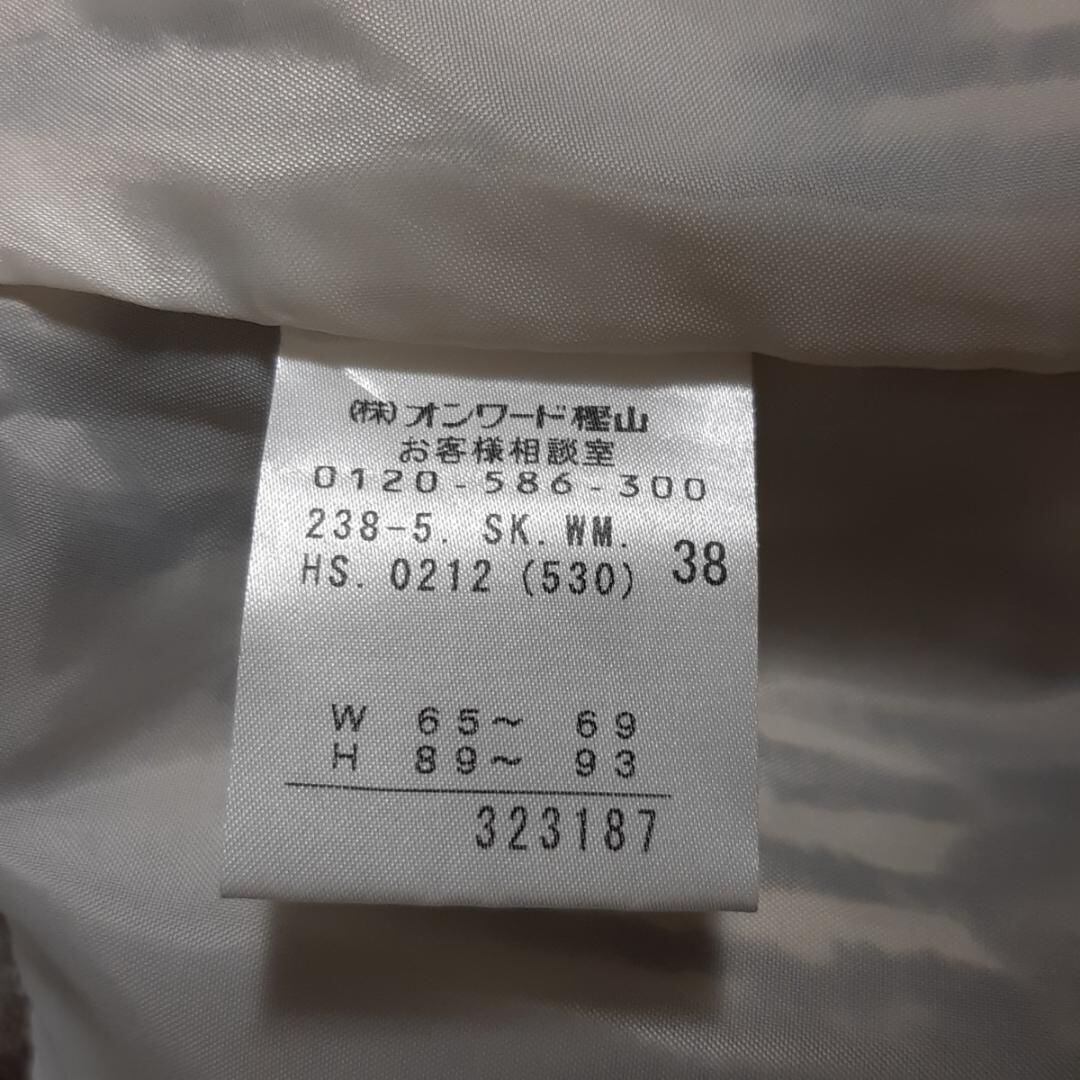 (株)オンワード樫山
お客様相談室
0120-586-300
238-5. SK. WM.
HS. 0212 (530) 38
W 65~ 69
H 89~ 93
323187